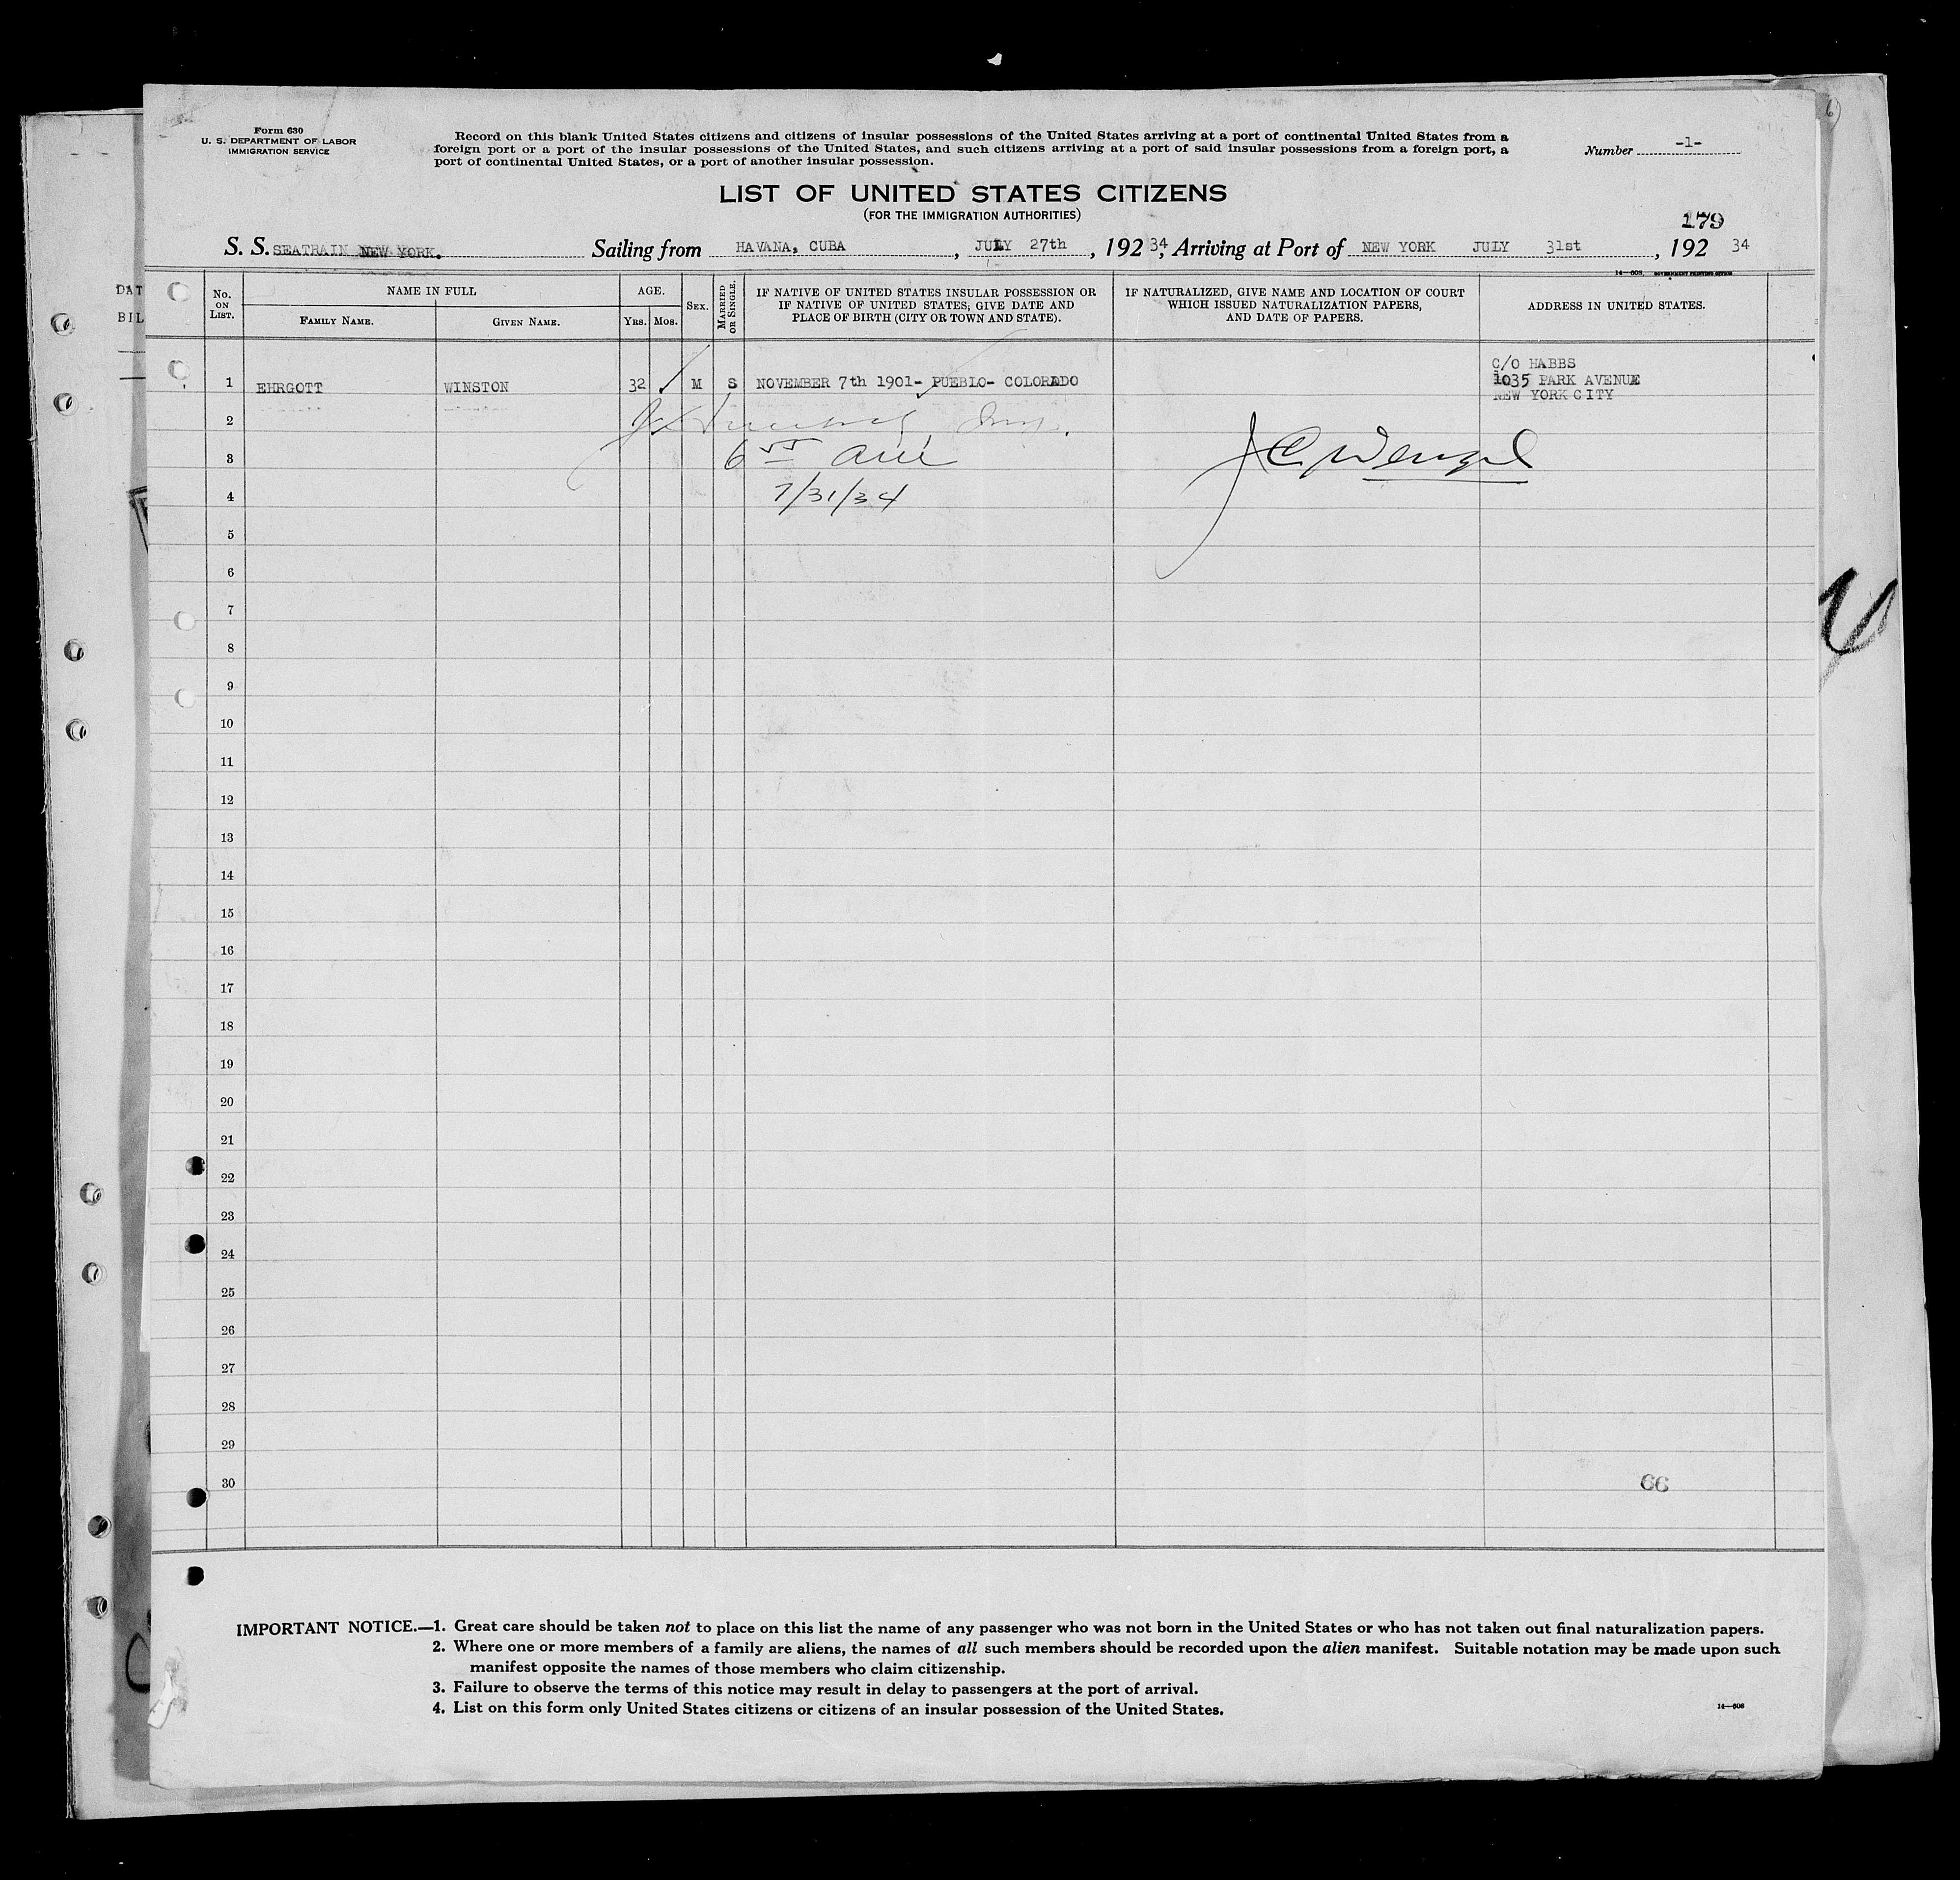 Form 630
U. S. DEPARTMENT OF LABOR
IMMIGRATION SERVICE
Record on this blank United States citizens and citizens of insular possessions of the United States arriving at a port of continental United States from a
foreign port or a port of the insular possessions of the United States, and such citizens arriving at a port of said insular possessions from a foreign port, a
port of continental United States, or a port of another insular possession.
Number -1-
LIST OF UNITED STATES CITIZENS
(FOR THE IMMIGRATION AUTHORITIES)
179
S. S. SEATRAIN NEW YORK. Sailing from HAVANA, CUBA, JULY 27th, 192 34, Arriving at Port of NEW YORK JULY 31st, 192 34
14-608, GOVERNMENT PRINTING OFFICE
DAT
BIL
No. ON LIST.
NAME IN FULL
FAMILY NAME.
GIVEN NAME.
AGE.
YRS.
MOS.
SEX.
MARRIED OR SINGLE.
IF NATIVE OF UNITED STATES INSULAR POSSESSION OR
IF NATIVE OF UNITED STATES, GIVE DATE AND
PLACE OF BIRTH (CITY OR TOWN AND STATE).
IF NATURALIZED, GIVE NAME AND LOCATION OF COURT
WHICH ISSUED NATURALIZATION PAPERS,
AND DATE OF PAPERS.
ADDRESS IN UNITED STATES.
C/O HABBS
1 EHRGOTT WINSTON 32 M S NOVEMBER 7th 1901- PUEBLO- COLORADO 1035 PARK AVENUE
NEW YORK CITY
2
3 J C Wenzel
4 7/31/34
5
6
7
8
9
10
11
12
13
14
15
16
17
18
19
20
21
22
23
24
25
26
27
28
29
30 66
IMPORTANT NOTICE.—1. Great care should be taken not to place on this list the name of any passenger who was not born in the United States or who has not taken out final naturalization papers.
2. Where one or more members of a family are aliens, the names of all such members should be recorded upon the alien manifest. Suitable notation may be made upon such
manifest opposite the names of those members who claim citizenship.
3. Failure to observe the terms of this notice may result in delay to passengers at the port of arrival.
4. List on this form only United States citizens or citizens of an insular possession of the United States.
14-608